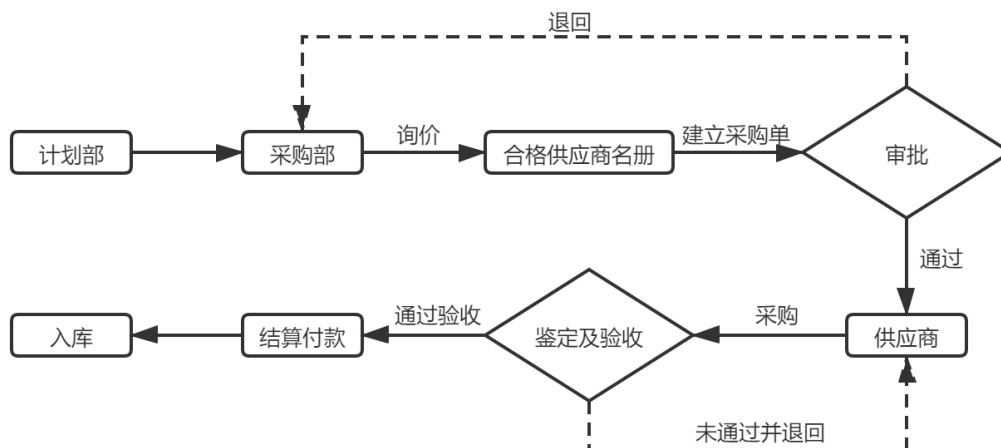 退回
计划部
采购部
询价
合格供应商名册
建立采购单
审批
通过
入库
结算付款
通过验收
鉴定及验收
采购
供应商
未通过并退回